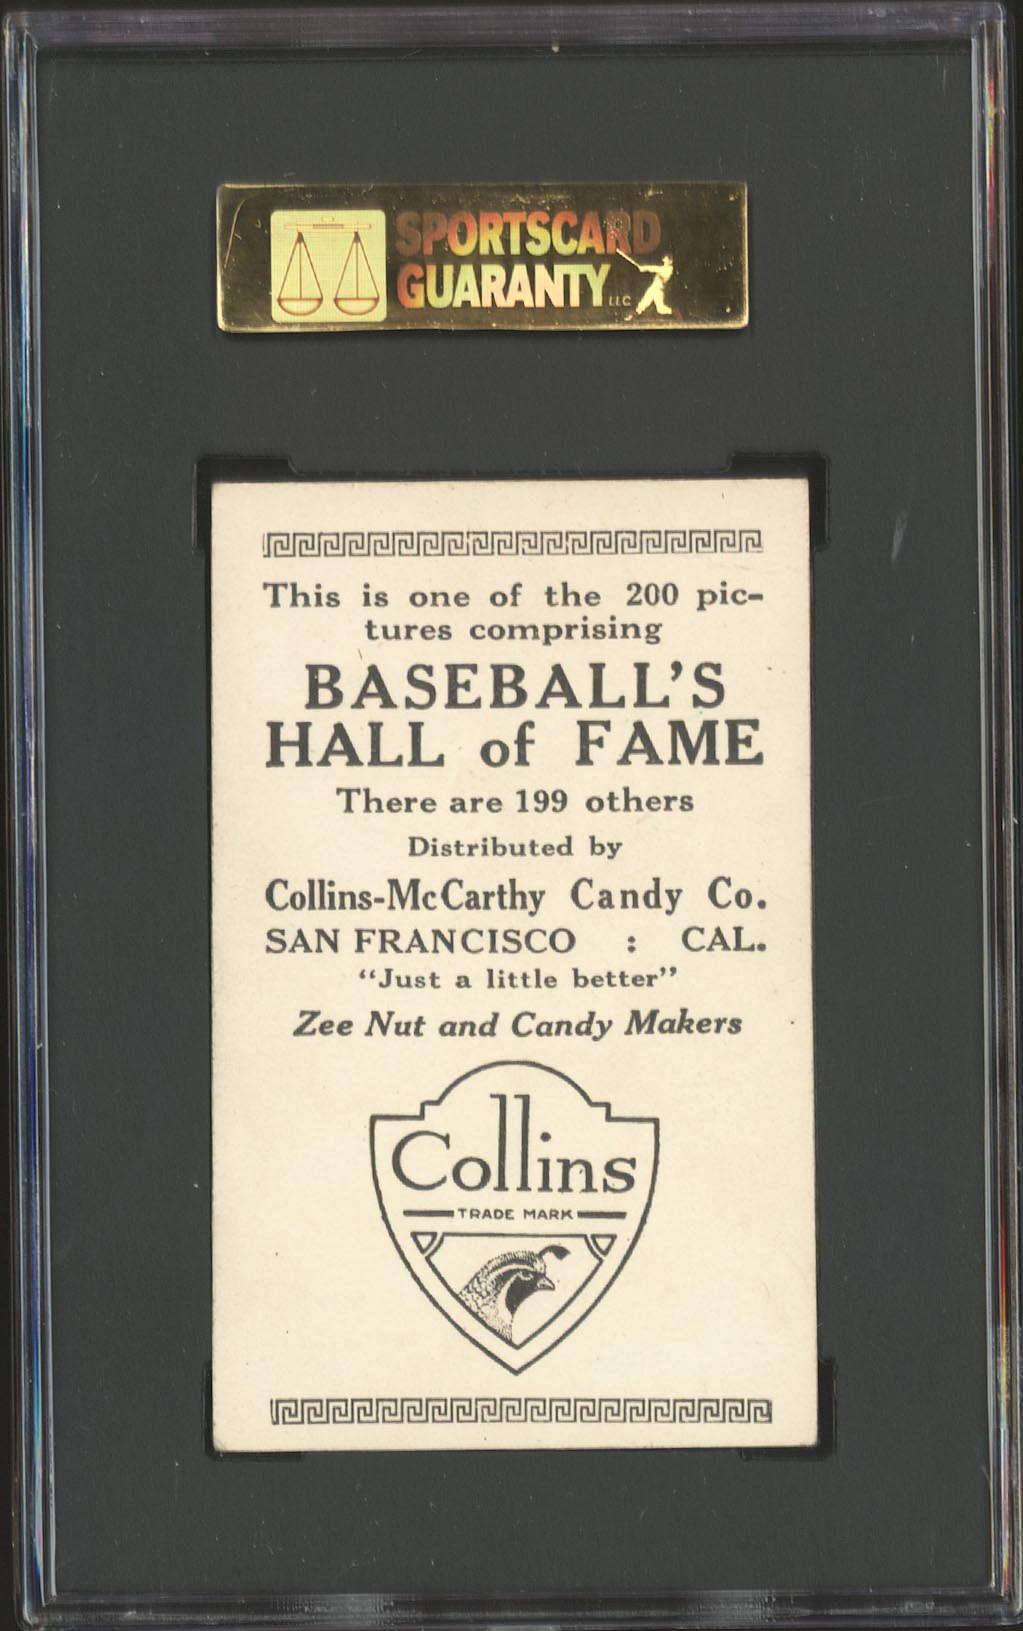 SPORTSCARD
GUARANTY LLC
This is one of the 200 pic-
tures comprising
BASEBALL'S
HALL of FAME
There are 199 others
Distributed by
Collins-McCarthy Candy Co.
SAN FRANCISCO : CAL.
"Just a little better"
Zee Nut and Candy Makers
Collins
TRADE MARK